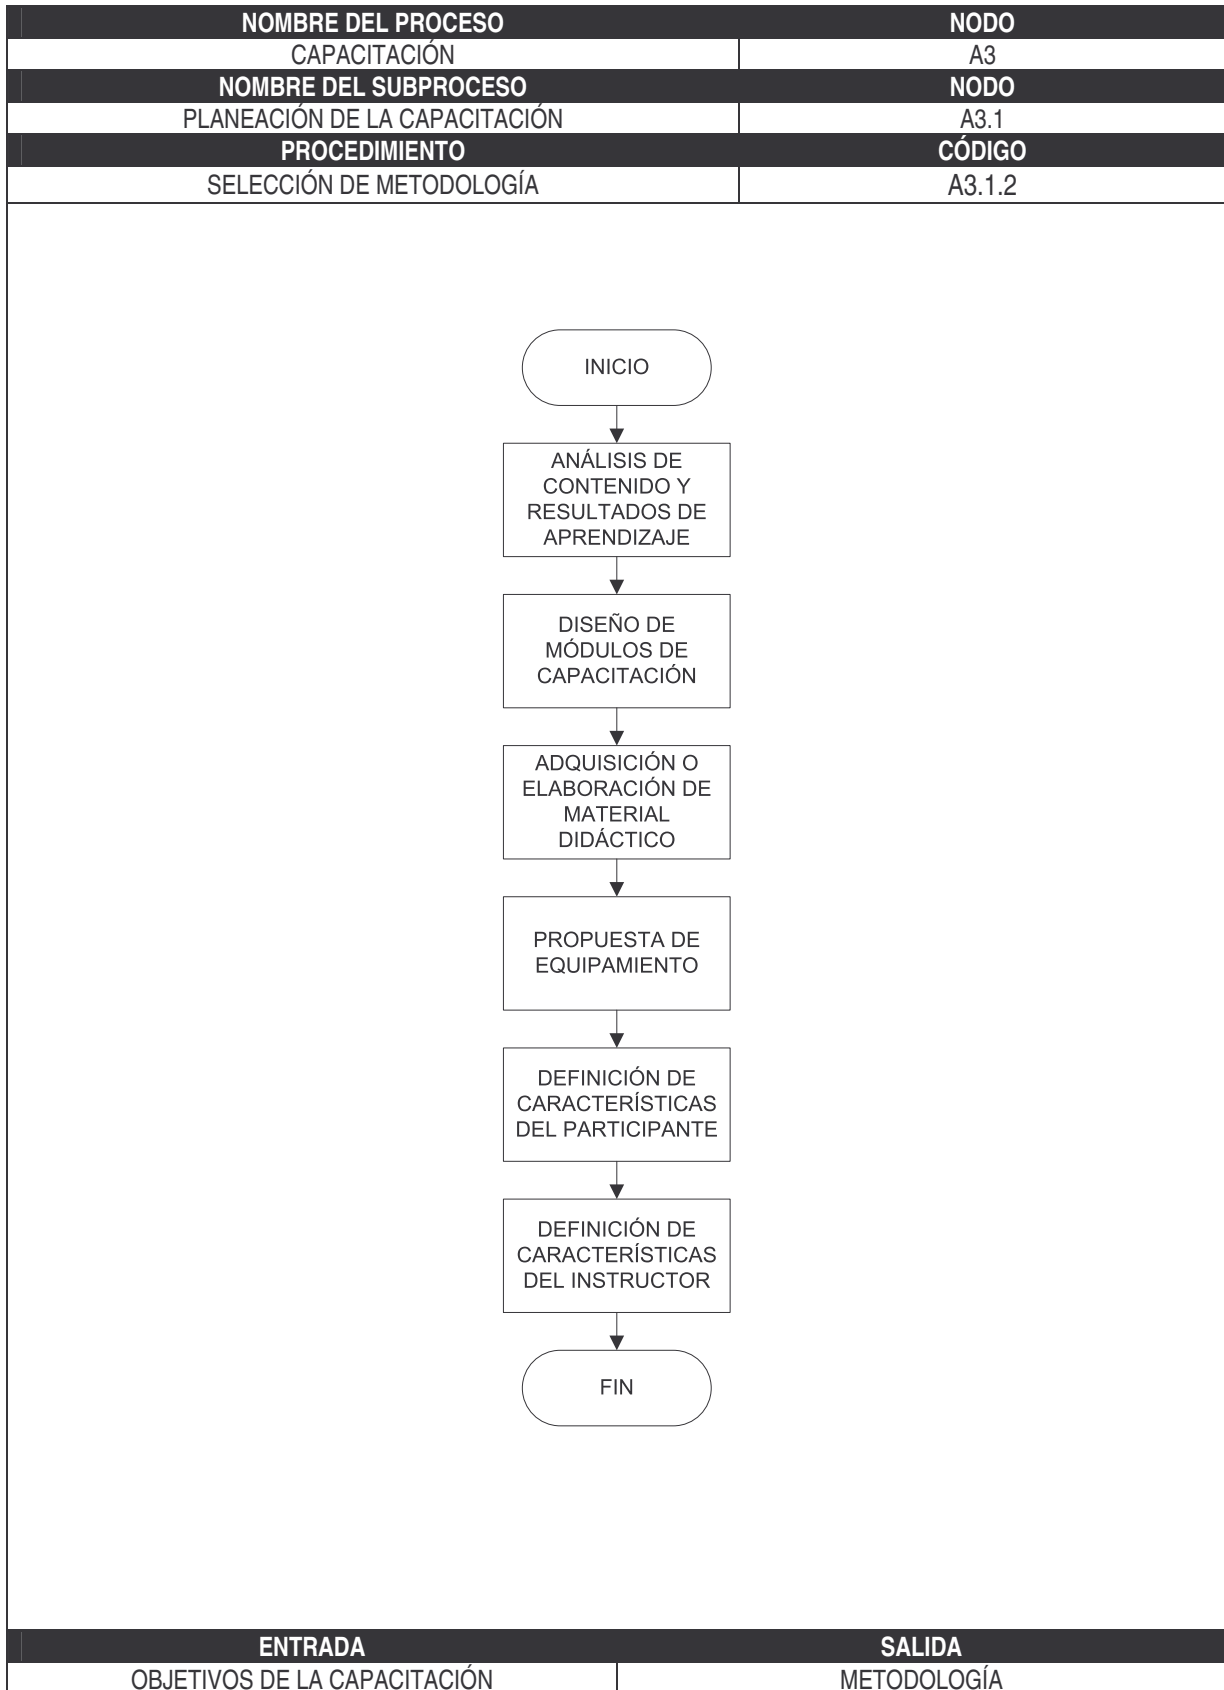 NOMBRE DEL PROCESO NODO
CAPACITACIÓN A3
NOMBRE DEL SUBPROCESO NODO
PLANEACIÓN DE LA CAPACITACIÓN A3.1
PROCEDIMIENTO CÓDIGO
SELECCIÓN DE METODOLOGÍA A3.1.2
INICIO
ANÁLISIS DE
CONTENIDO Y
RESULTADOS DE
APRENDIZAJE
DISEÑO DE
MÓDULOS DE
CAPACITACIÓN
ADQUISICIÓN O
ELABORACIÓN DE
MATERIAL
DIDÁCTICO
PROPUESTA DE
EQUIPAMIENTO
DEFINICIÓN DE
CARACTERÍSTICAS
DEL PARTICIPANTE
DEFINICIÓN DE
CARACTERÍSTICAS
DEL INSTRUCTOR
FIN
ENTRADA SALIDA
OBJETIVOS DE LA CAPACITACIÓN METODOLOGÍA